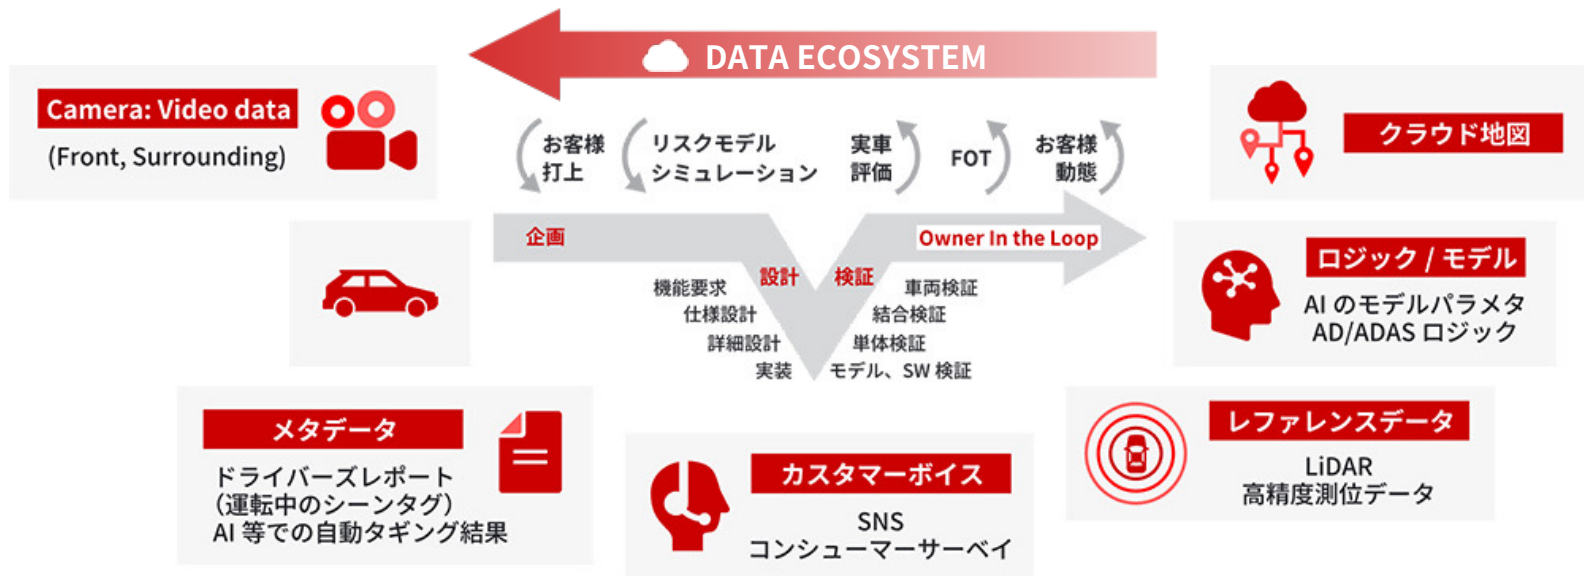 DATA ECOSYSTEM
Camera: Video data
(Front, Surrounding)
お客様
打上
リスクモデル
シミュレーション
実車
評価
FOT
お客様
動態
クラウド地図
企画
設計
検証
Owner In the Loop
機能要求
仕様設計
詳細設計
実装
車両検証
結合検証
単体検証
モデル、SW 検証
ロジック / モデル
AI のモデルパラメタ
AD/ADAS ロジック
メタデータ
ドライバーズレポート
（運転中のシーンタグ）
AI 等での自動タギング結果
カスタマーボイス
SNS
コンシューマーサーベイ
レファレンスデータ
LiDAR
高精度測位データ